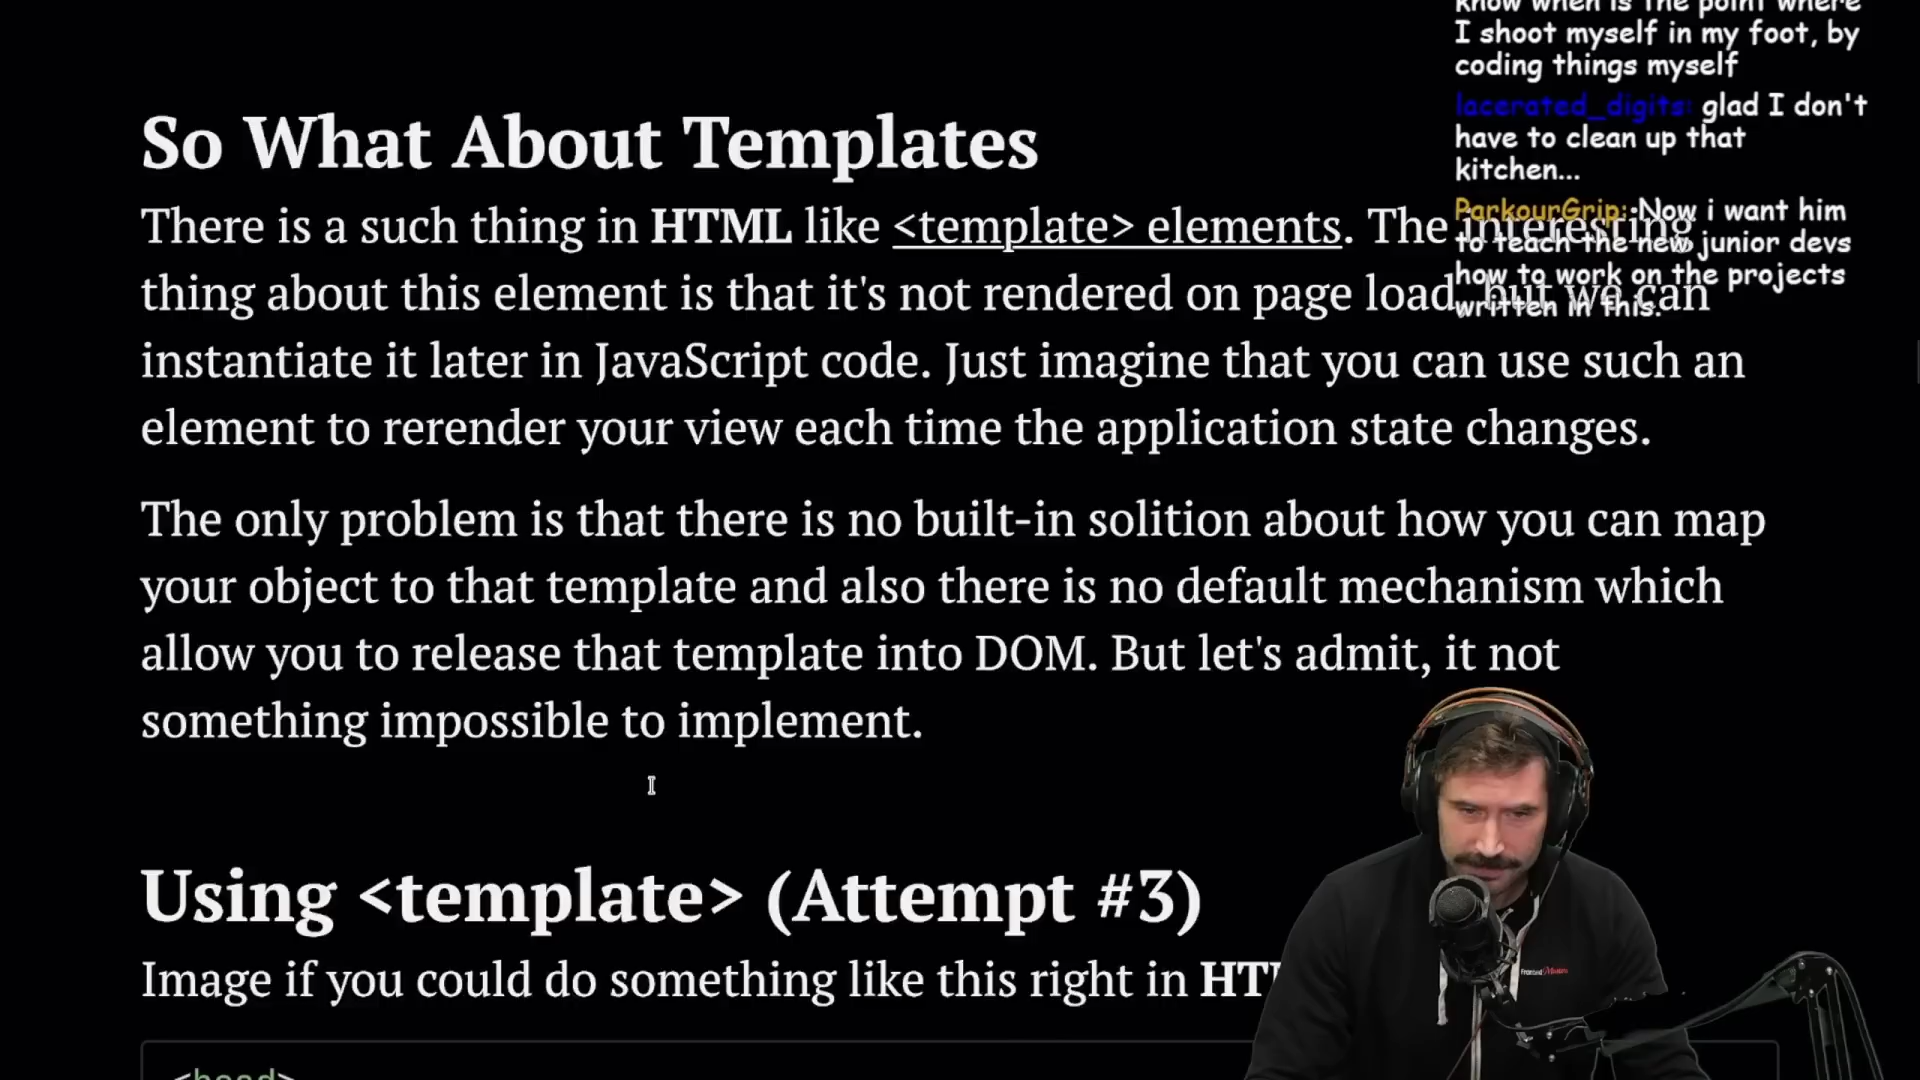 know when is the point where
I shoot myself in my foot, by
coding things myself
lacerated_digits: glad I don't
have to clean up that
kitchen...
ParkourGrip: Now i want him
to teach the new junior devs
how to work on the projects
written in this.
So What About Templates
There is a such thing in HTML like <template> elements. The interesting
thing about this element is that it's not rendered on page load, but we can
instantiate it later in JavaScript code. Just imagine that you can use such an
element to rerender your view each time the application state changes.
The only problem is that there is no built-in solition about how you can map
your object to that template and also there is no default mechanism which
allow you to release that template into DOM. But let's admit, it not
something impossible to implement.
Using <template> (Attempt #3)
Image if you could do something like this right in HT
<head>
Frontend Masters